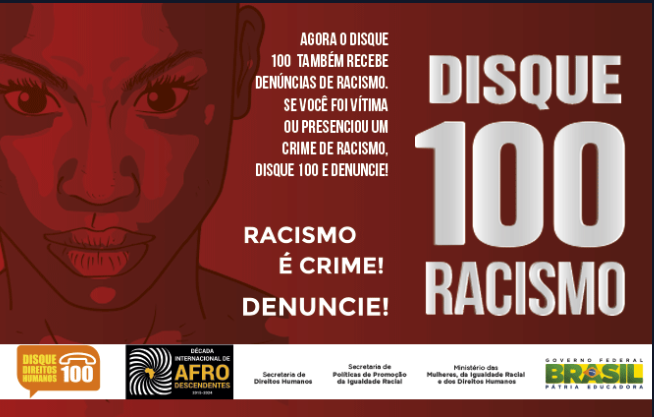 AGORA O DISQUE
100 TAMBÉM RECEBE
DENÚNCIAS DE RACISMO.
SE VOCÊ FOI VÍTIMA
OU PRESENCIOU UM
CRIME DE RACISMO,
DISQUE 100 E DENUNCIE!
RACISMO
É CRIME!
DENUNCIE!
DISQUE
100
RACISMO
DISQUE
DIREITOS
HUMANOS
100
DÉCADA
INTERNACIONAL DE
AFRO
DESCENDENTES
2015-2024
Secretaria de
Direitos Humanos
Secretaria de
Políticas de Promoção
da Igualdade Racial
Ministério das
Mulheres, da Igualdade Racial
e dos Direitos Humanos
GOVERNO FEDERAL
BRASIL
PÁTRIA EDUCADORA